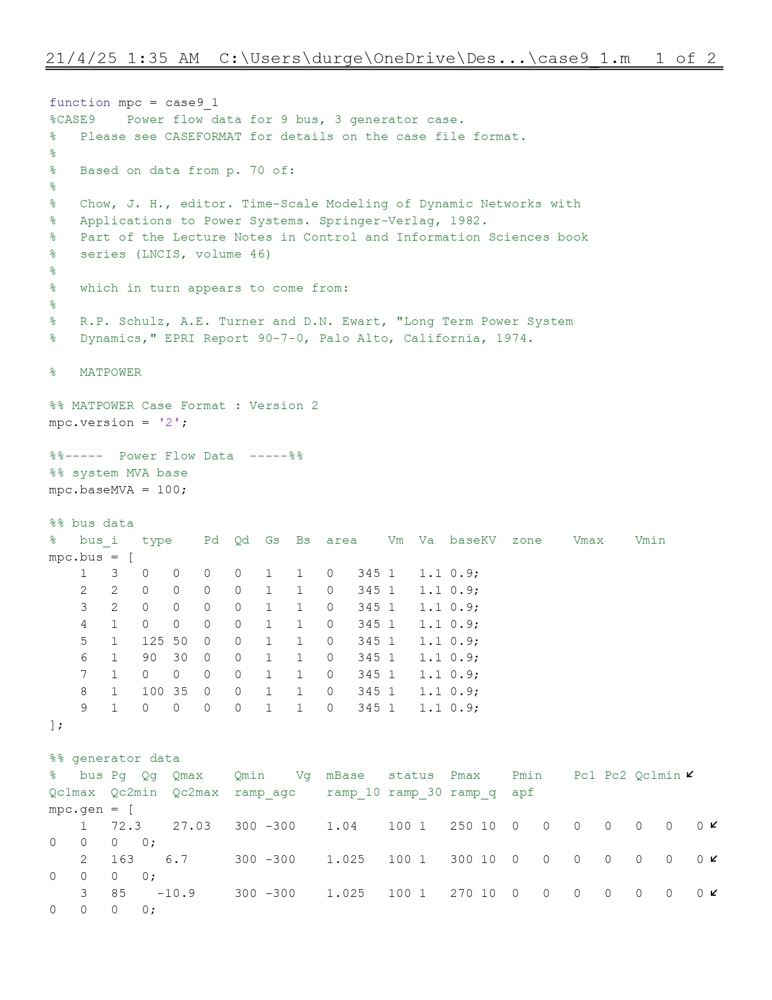 21/4/25 1:35 AM  C:\Users\durge\OneDrive\Des...\case9_1.m   1 of 2
function mpc = case9_1
%CASE9    Power flow data for 9 bus, 3 generator case.
%   Please see CASEFORMAT for details on the case file format.
%
%   Based on data from p. 70 of:
%
%   Chow, J. H., editor. Time-Scale Modeling of Dynamic Networks with
%   Applications to Power Systems. Springer-Verlag, 1982.
%   Part of the Lecture Notes in Control and Information Sciences book
%   series (LNCIS, volume 46)
%
%   which in turn appears to come from:
%
%   R.P. Schulz, A.E. Turner and D.N. Ewart, "Long Term Power System
%   Dynamics," EPRI Report 90-7-0, Palo Alto, California, 1974.
%   MATPOWER
%% MATPOWER Case Format : Version 2
mpc.version = '2';
%%-----  Power Flow Data  -----%%
%% system MVA base
mpc.baseMVA = 100;
%% bus data
%   bus_i   type    Pd  Qd  Gs  Bs  area    Vm  Va  baseKV  zone    Vmax    Vmin
mpc.bus = [
    1   3   0   0   0   0   1   1   0   345 1   1.1 0.9;
    2   2   0   0   0   0   1   1   0   345 1   1.1 0.9;
    3   2   0   0   0   0   1   1   0   345 1   1.1 0.9;
    4   1   0   0   0   0   1   1   0   345 1   1.1 0.9;
    5   1   125 50  0   0   1   1   0   345 1   1.1 0.9;
    6   1   90  30  0   0   1   1   0   345 1   1.1 0.9;
    7   1   0   0   0   0   1   1   0   345 1   1.1 0.9;
    8   1   100 35  0   0   1   1   0   345 1   1.1 0.9;
    9   1   0   0   0   0   1   1   0   345 1   1.1 0.9;
];
%% generator data
%   bus Pg  Qg  Qmax    Qmin    Vg  mBase   status  Pmax    Pmin    Pc1 Pc2 Qc1min ↙
Qc1max  Qc2min  Qc2max  ramp_agc    ramp_10 ramp_30 ramp_q  apf
mpc.gen = [
    1   72.3    27.03   300 -300    1.04    100 1   250 10  0   0   0   0   0   0   0 ↙
0   0   0   0;
    2   163    6.7      300 -300    1.025   100 1   300 10  0   0   0   0   0   0   0 ↙
0   0   0   0;
    3   85    -10.9     300 -300    1.025   100 1   270 10  0   0   0   0   0   0   0 ↙
0   0   0   0;